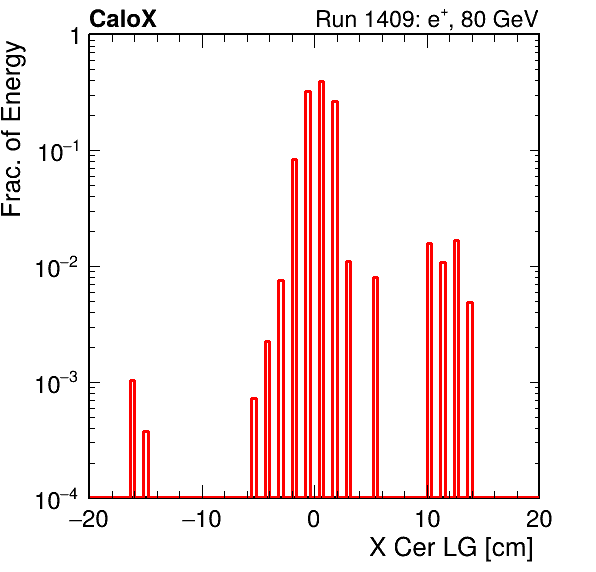 CaloX Run 1409: e⁺, 80 GeV
Frac. of Energy
1
10⁻¹
10⁻²
10⁻³
10⁻⁴
−20 −10 0 10 20
X Cer LG [cm]